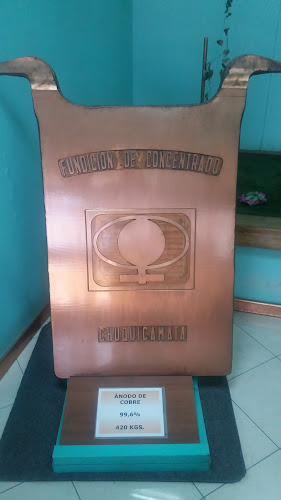 FUNDICION DE CONCENTRADO
CHUQUICAMATA
ÁNODO DE
COBRE
99,6%
420 KGS.